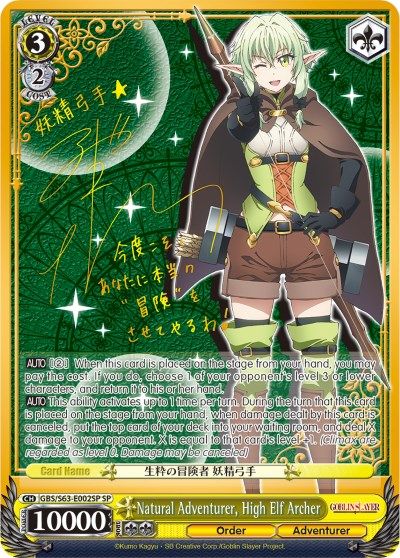 LEVEL
3
2
COST
妖精弓手★
今度こそ
あなたに本当の
"冒険"を
させてやるわ!
AUTO [(2)] When this card is placed on the stage from your hand, you may
pay the cost. If you do, choose 1 of your opponent's level 3 or lower
characters, and return it to his or her hand.
AUTO This ability activates up to 1 time per turn. During the turn that this card
is placed on the stage from your hand, when damage dealt by this card is
canceled, put the top card of your deck into your waiting room, and deal X
damage to your opponent. X is equal to that card's level +1. (Climax are
regarded as level 0. Damage may be canceled)
Card Name
生粋の冒険者 妖精弓手
CH GBS/S63-E002SP SP
Natural Adventurer, High Elf Archer
GOBLIN SLAYER
POWER
10000
SOUL
Order
Adventurer
©Kumo Kagyu・SB Creative Corp./Goblin Slayer Project.